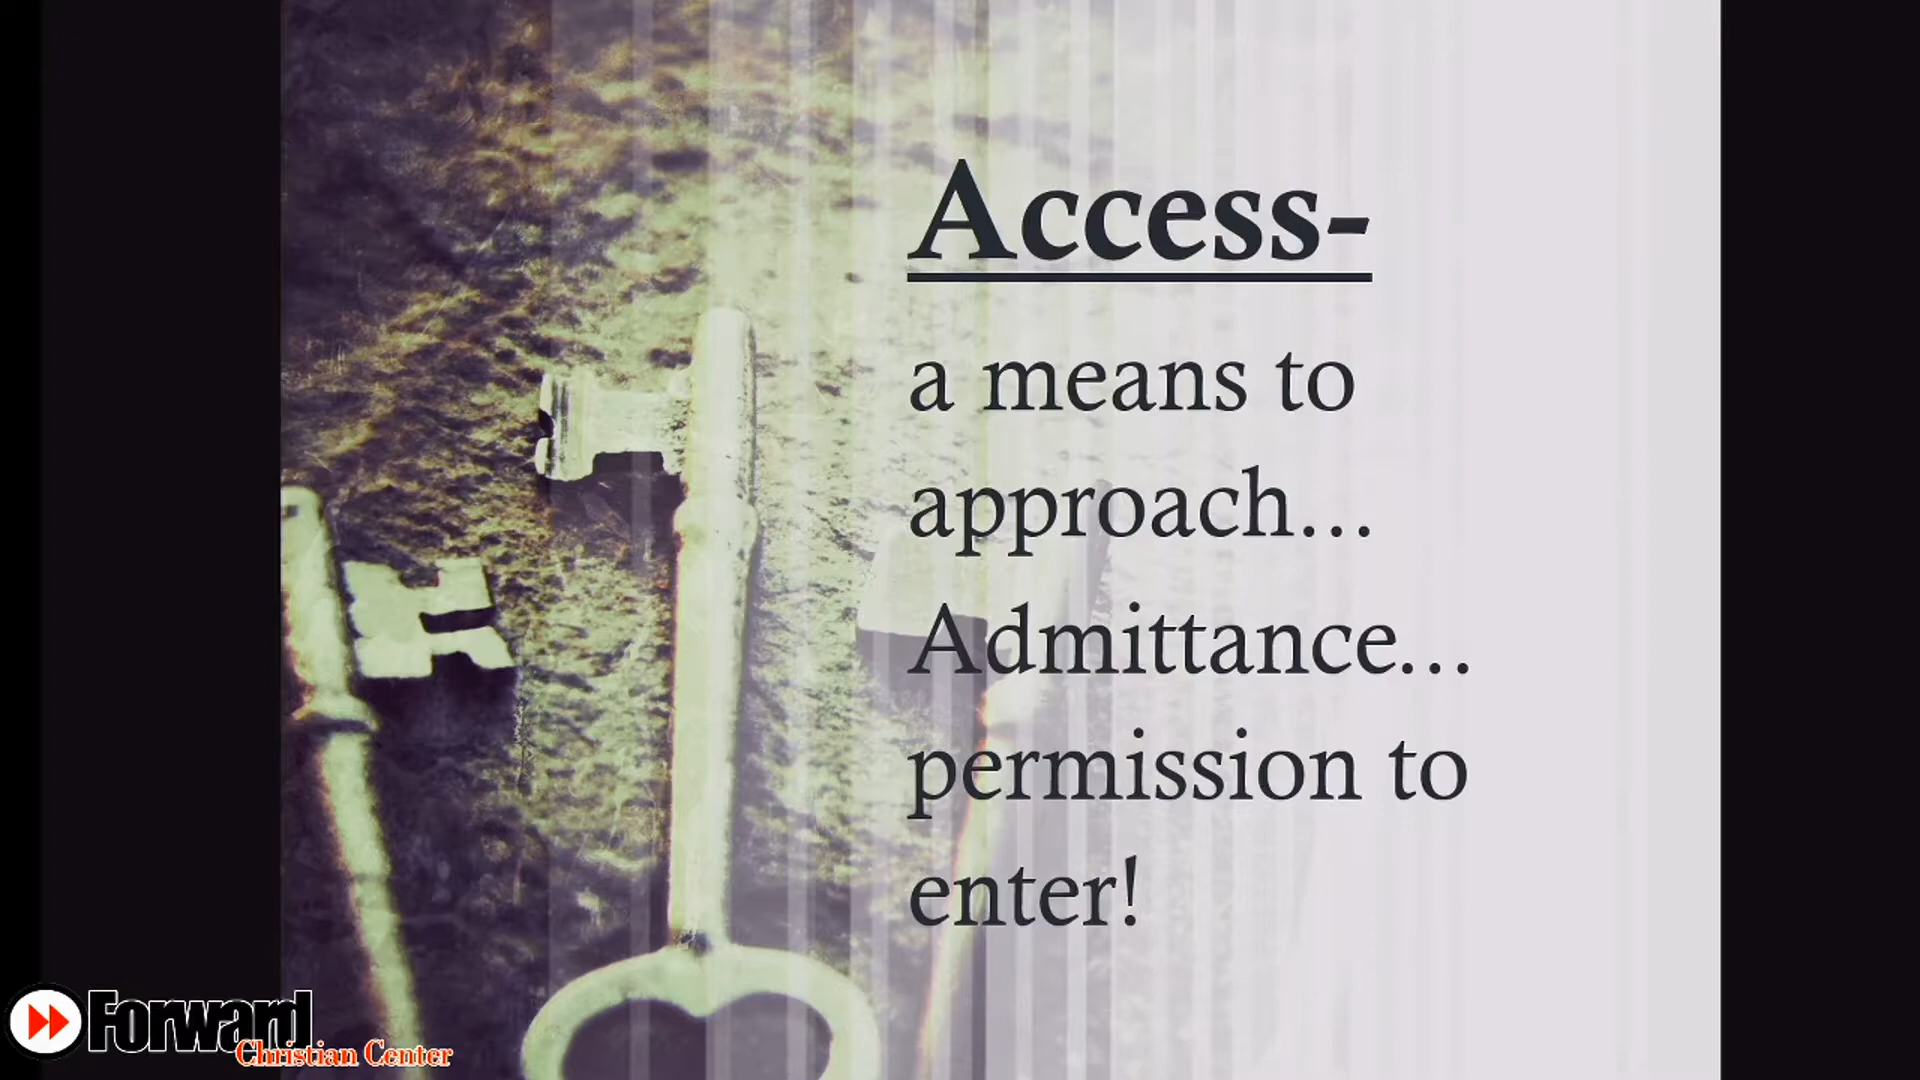 Access-
a means to
approach...
Admittance...
permission to
enter!
Forward
Christian Center